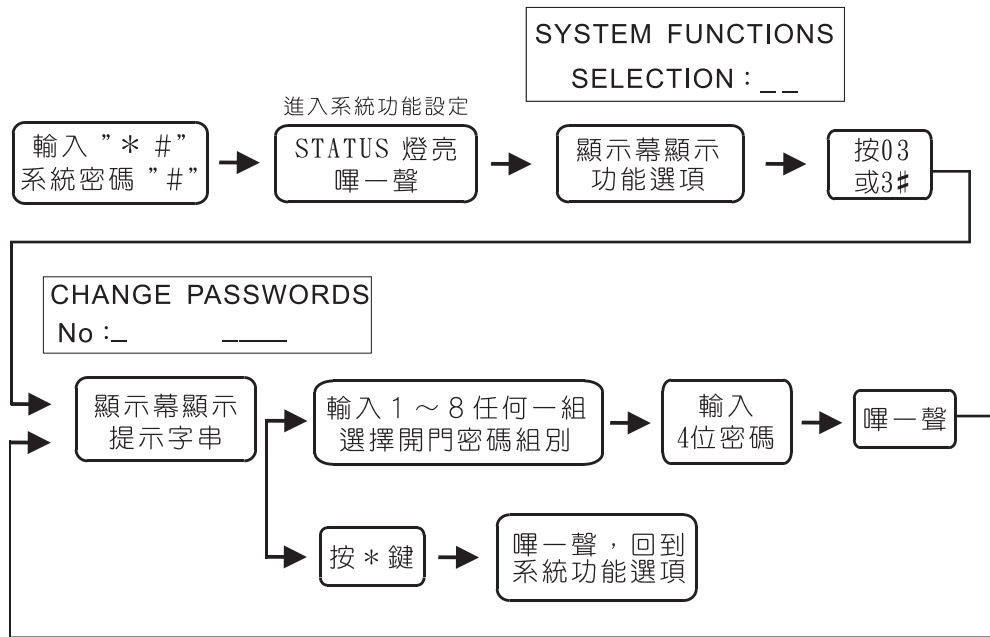 SYSTEM FUNCTIONS
SELECTION：_ _
進入系統功能設定
輸入 ”＊ #”
系統密碼 ”#”
STATUS 燈亮
嗶一聲
顯示幕顯示
功能選項
按03
或3#
CHANGE PASSWORDS
No：_ ____
顯示幕顯示
提示字串
輸入 1 ～ 8 任何一組
選擇開門密碼組別
輸入
4位密碼
嗶一聲
按＊鍵
嗶一聲，回到
系統功能選項